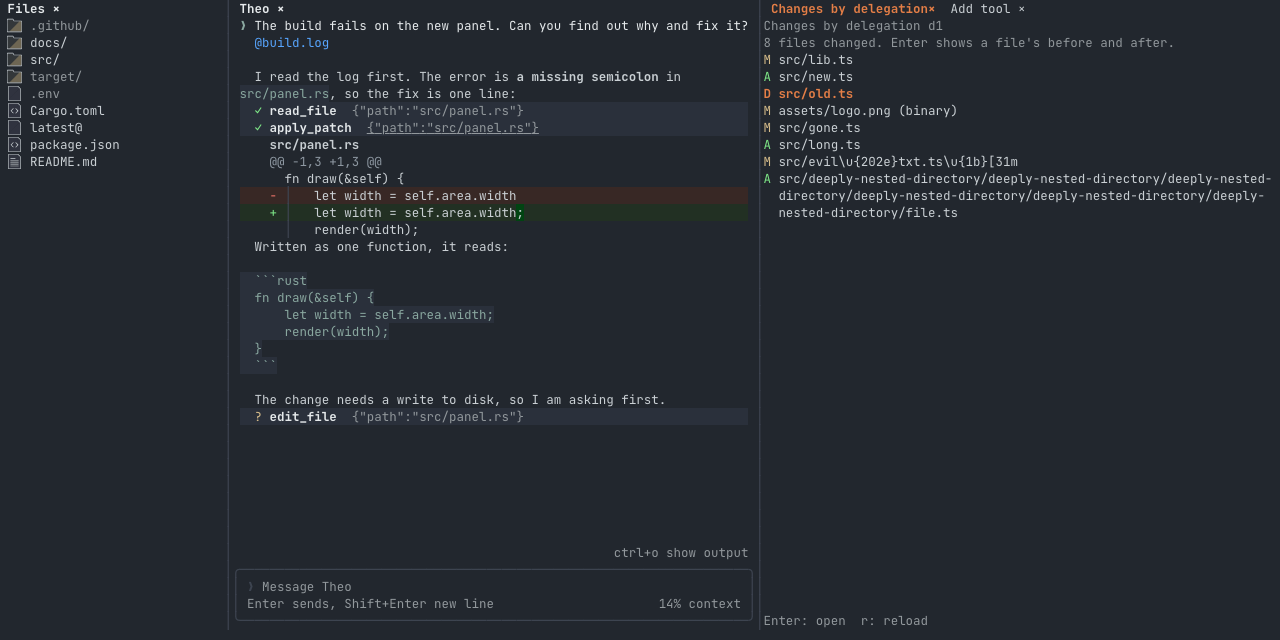 Files ×
.github/
docs/
src/
target/
.env
Cargo.toml
latest@
package.json
README.md
Theo ×
❫ The build fails on the new panel. Can you find out why and fix it?
@build.log
I read the log first. The error is a missing semicolon in
src/panel.rs, so the fix is one line:
✓ read_file  {"path":"src/panel.rs"}
✓ apply_patch  {"path":"src/panel.rs"}
src/panel.rs
@@ -1,3 +1,3 @@
fn draw(&self) {
-     let width = self.area.width
+     let width = self.area.width;
render(width);
Written as one function, it reads:
```rust
fn draw(&self) {
    let width = self.area.width;
    render(width);
}
```
The change needs a write to disk, so I am asking first.
? edit_file  {"path":"src/panel.rs"}
ctrl+o show output
❫ Message Theo
Enter sends, Shift+Enter new line    14% context
Changes by delegation×  Add tool ×
Changes by delegation d1
8 files changed. Enter shows a file's before and after.
M src/lib.ts
A src/new.ts
D src/old.ts
M assets/logo.png (binary)
M src/gone.ts
A src/long.ts
M src/evil\u{202e}txt.ts\u{1b}[31m
A src/deeply-nested-directory/deeply-nested-directory/deeply-nested-
directory/deeply-nested-directory/deeply-nested-directory/deeply-
nested-directory/file.ts
Enter: open  r: reload